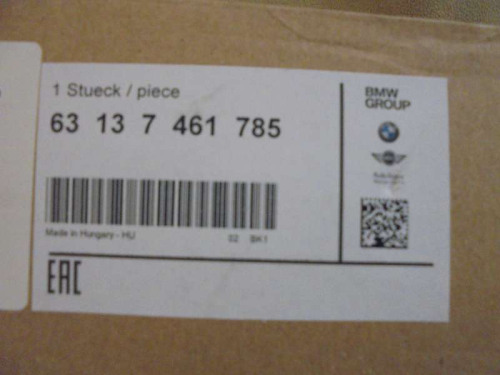 1 Stueck / piece
63 13 7 461 785
Made in Hungary - HU
02 BK1
BMW
GROUP
EAC